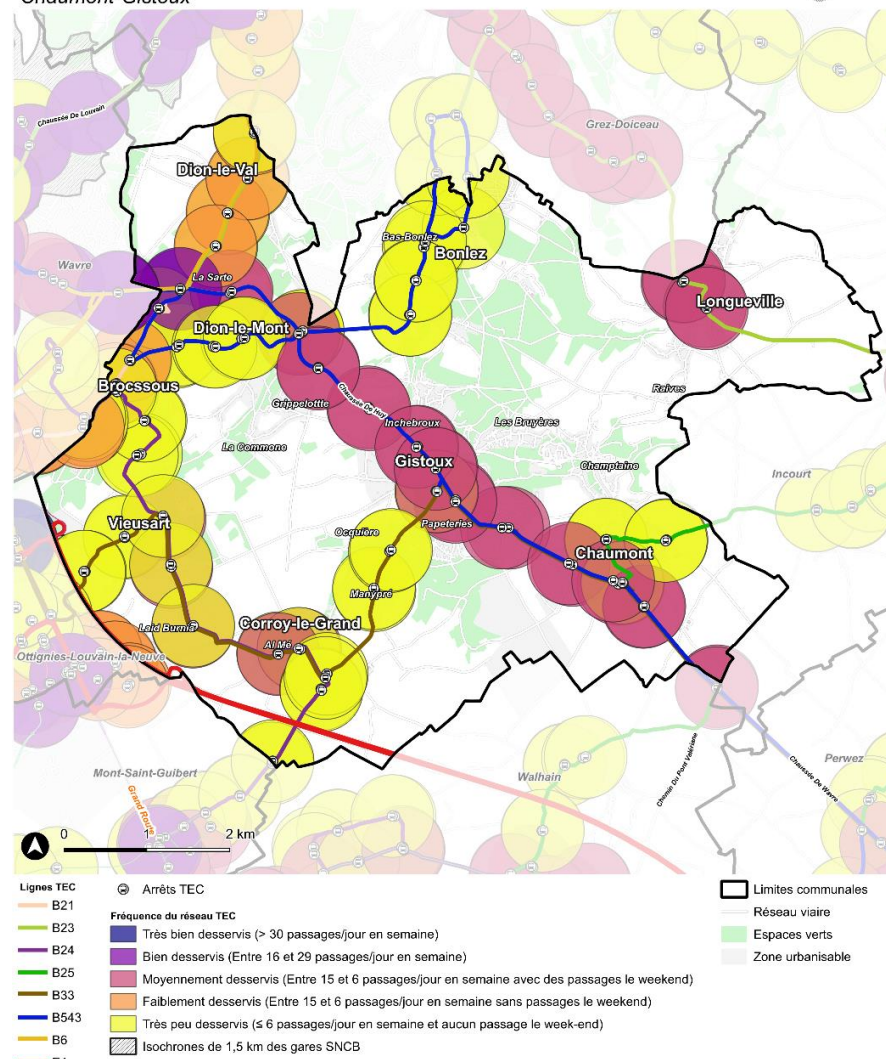 Chaumont-Gistoux
Chaussée De Louvain
Grez-Doiceau
Dion-le-Val
Bas-Bonlez
Bonlez
Wavre
La Sarte
Longueville
Dion-le-Mont
Brocssous
Raives
Grippelottte
Chaussée De Huy
Inchebroux
Les Bruyères
La Commone
Gistoux
Champtaine
Incourt
Vieusart
Papeteries
Ocquière
Chaumont
Manypré
Laid Burnia
Corroy-le-Grand
Al Mé
Ottignies-Louvain-la-Neuve
Mont-Saint-Guibert
Grand Route
Walhain
Chemin Du Pont Valériane
Chaussée De Wavre
Perwez
0 1 2 km
Lignes TEC
B21
B23
B24
B25
B33
B543
B6
Arrêts TEC
Fréquence du réseau TEC
Très bien desservis (> 30 passages/jour en semaine)
Bien desservis (Entre 16 et 29 passages/jour en semaine)
Moyennement desservis (Entre 15 et 6 passages/jour en semaine avec des passages le weekend)
Faiblement desservis (Entre 15 et 6 passages/jour en semaine sans passages le weekend)
Très peu desservis (≤ 6 passages/jour en semaine et aucun passage le week-end)
Isochrones de 1,5 km des gares SNCB
Limites communales
Réseau viaire
Espaces verts
Zone urbanisable